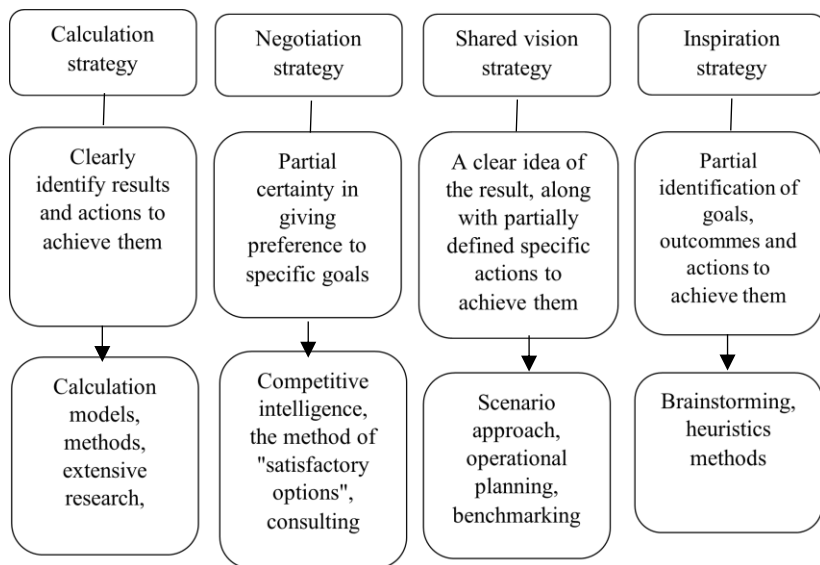 Calculation
strategy
Negotiation
strategy
Shared vision
strategy
Inspiration
strategy
Clearly
identify results
and actions to
achieve them
Partial
certainty in
giving
preference to
specific goals
A clear idea of
the result, along
with partially
defined specific
actions to
achieve them
Partial
identification of
goals,
outcommes and
actions to
achieve them
Calculation
models,
methods,
extensive
research,
Competitive
intelligence,
the method of
"satisfactory
options",
consulting
Scenario
approach,
operational
planning,
benchmarking
Brainstorming,
heuristics
methods